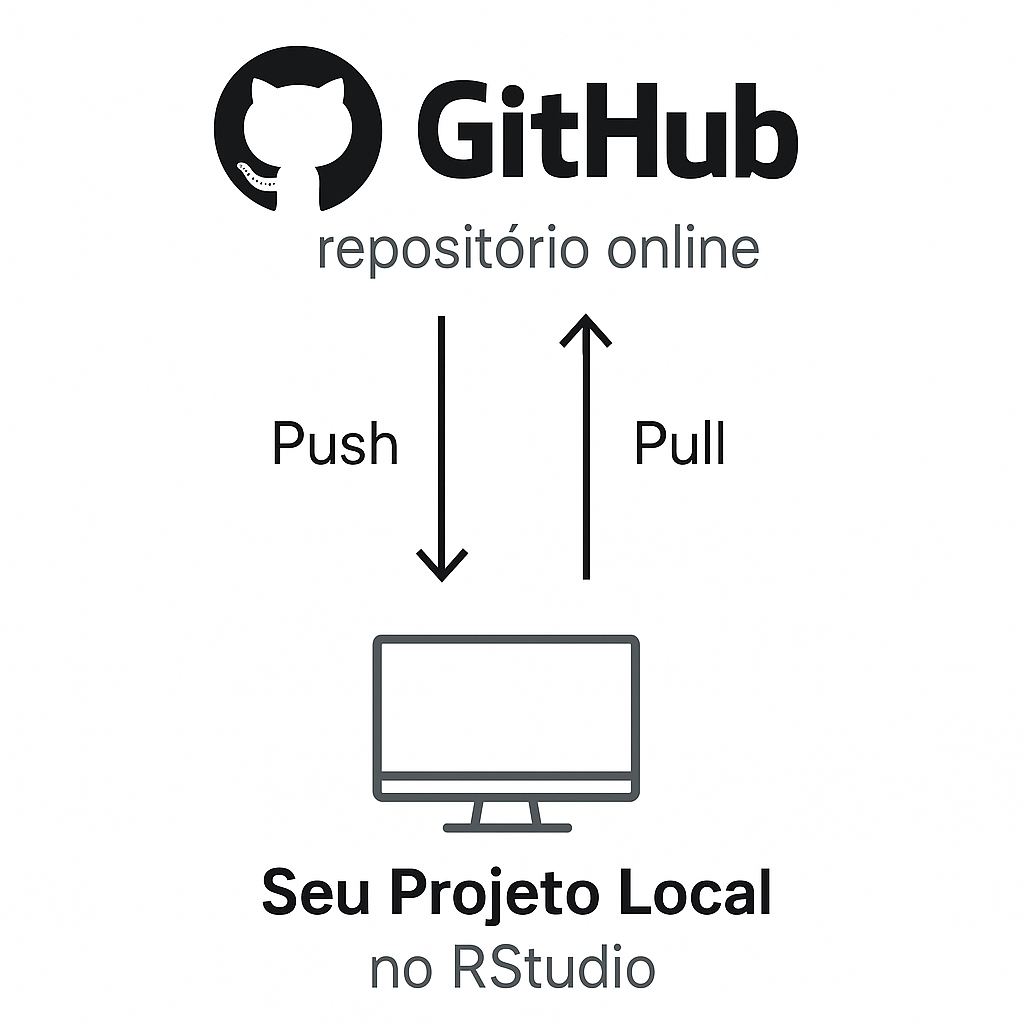 GitHub
repositório online
Push
Pull
Seu Projeto Local
no RStudio